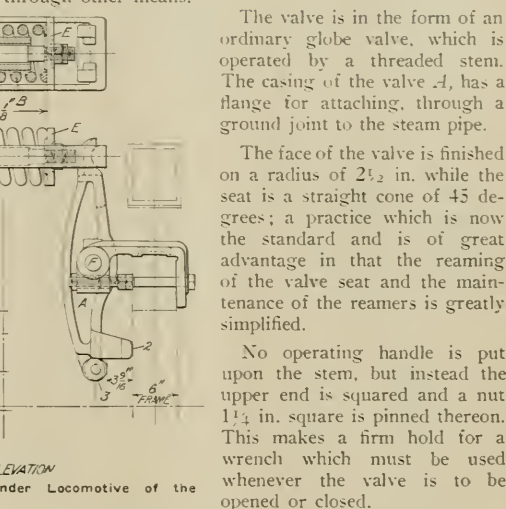 through other means.
E
B
E
F
A
2
3 9/16"
3
6"
FRAME
ELEVATION
nder Locomotive of the
The valve is in the form of an
ordinary globe valve, which is
operated by a threaded stem.
The casing of the valve A, has a
flange for attaching, through a
ground joint to the steam pipe.
The face of the valve is finished
on a radius of 2½ in. while the
seat is a straight cone of 45 de-
grees; a practice which is now
the standard and is of great
advantage in that the reaming
of the valve seat and the main-
tenance of the reamers is greatly
simplified.
No operating handle is put
upon the stem, but instead the
upper end is squared and a nut
1¼ in. square is pinned thereon.
This makes a firm hold for a
wrench which must be used
whenever the valve is to be
opened or closed.